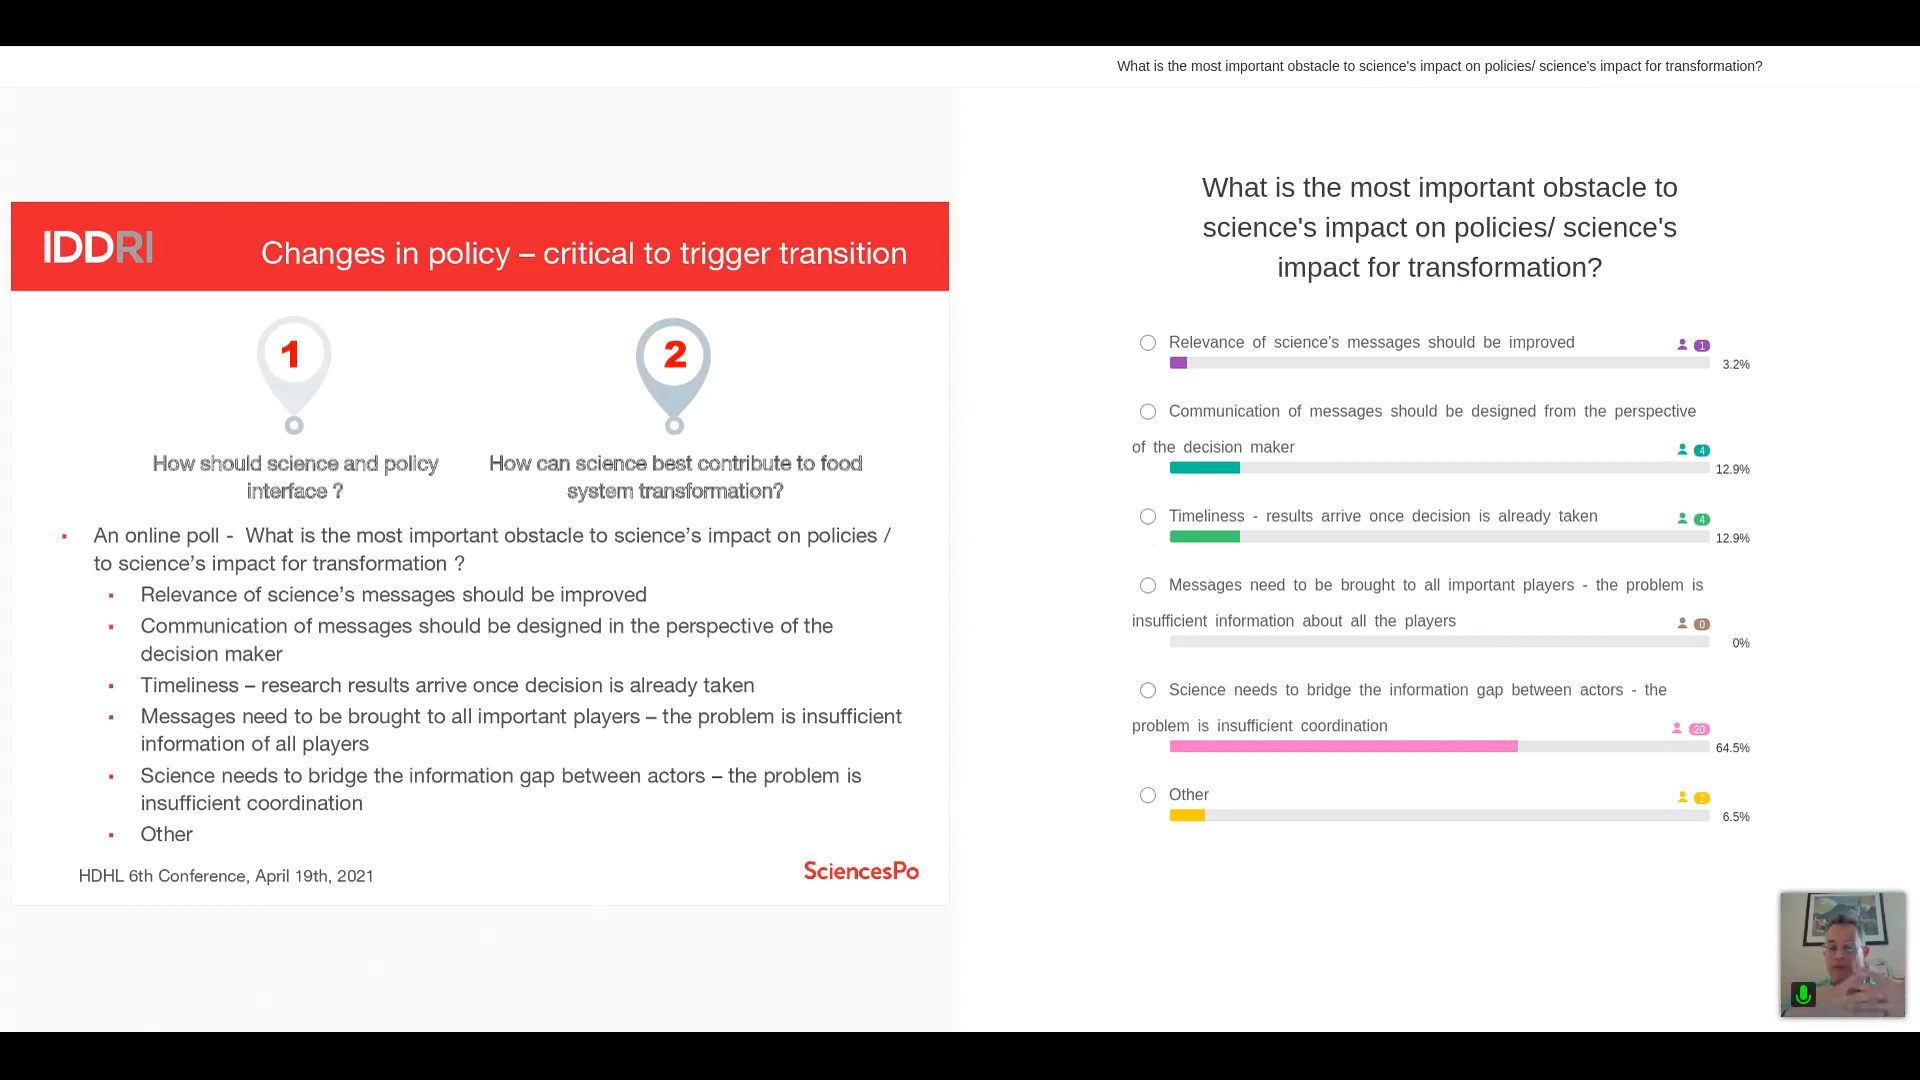 What is the most important obstacle to science's impact on policies/ science's impact for transformation?
IDDRI
Changes in policy – critical to trigger transition
1
2
How should science and policy
interface ?
How can science best contribute to food
system transformation?
An online poll - What is the most important obstacle to science’s impact on policies /
to science’s impact for transformation ?
Relevance of science’s messages should be improved
Communication of messages should be designed in the perspective of the
decision maker
Timeliness – research results arrive once decision is already taken
Messages need to be brought to all important players – the problem is insufficient
information of all players
Science needs to bridge the information gap between actors – the problem is
insufficient coordination
Other
HDHL 6th Conference, April 19th, 2021
SciencesPo
What is the most important obstacle to
science's impact on policies/ science's
impact for transformation?
Relevance of science's messages should be improved
1
3.2%
Communication of messages should be designed from the perspective
of the decision maker
4
12.9%
Timeliness - results arrive once decision is already taken
4
12.9%
Messages need to be brought to all important players - the problem is
insufficient information about all the players
0
0%
Science needs to bridge the information gap between actors - the
problem is insufficient coordination
20
64.5%
Other
2
6.5%